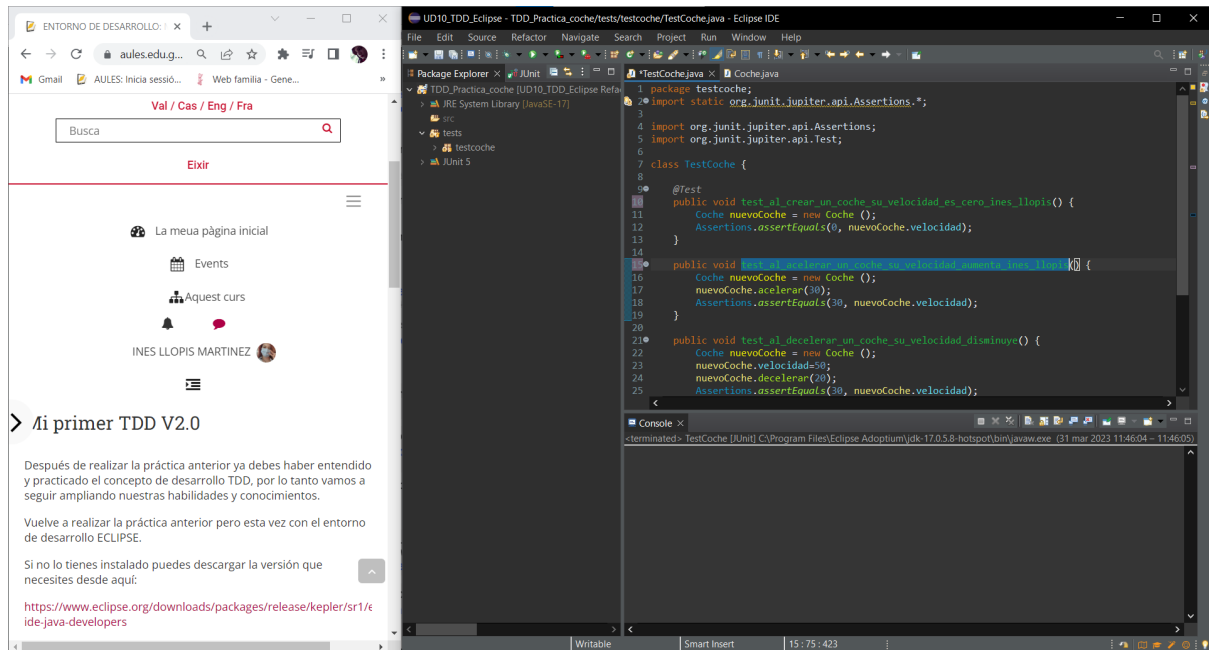 ENTORNO DE DESARROLLO: I
aules.edu.g...
Gmail
AULES: Inicia sessió...
Web familia - Gene...
»
Val / Cas / Eng / Fra
Busca
Eixir
La meua pàgina inicial
Events
Aquest curs
INES LLOPIS MARTINEZ
Mi primer TDD V2.0
Después de realizar la práctica anterior ya debes haber entendido
y practicado el concepto de desarrollo TDD, por lo tanto vamos a
seguir ampliando nuestras habilidades y conocimientos.
Vuelve a realizar la práctica anterior pero esta vez con el entorno
de desarrollo ECLIPSE.
Si no lo tienes instalado puedes descargar la versión que
necesites desde aquí:
https://www.eclipse.org/downloads/packages/release/kepler/sr1/e
ide-java-developers
UD10_TDD_Eclipse - TDD_Practica_coche/tests/testcoche/TestCoche.java - Eclipse IDE
File Edit Source Refactor Navigate Search Project Run Window Help
Package Explorer
JUnit
TDD_Practica_coche [UD10_TDD_Eclipse Refa
JRE System Library [JavaSE-17]
src
tests
testcoche
JUnit 5
*TestCoche.java
Coche.java
1 package testcoche;
2 import static org.junit.jupiter.api.Assertions.*;
3
4 import org.junit.jupiter.api.Assertions;
5 import org.junit.jupiter.api.Test;
6
7 class TestCoche {
8
9 @Test
10 public void test_al_crear_un_coche_su_velocidad_es_cero_ines_llopis() {
11 Coche nuevoCoche = new Coche ();
12 Assertions.assertEquals(0, nuevoCoche.velocidad);
13 }
14
15 public void test_al_acelerar_un_coche_su_velocidad_aumenta_ines_llopis() {
16 Coche nuevoCoche = new Coche ();
17 nuevoCoche.acelerar(30);
18 Assertions.assertEquals(30, nuevoCoche.velocidad);
19 }
20
21 public void test_al_decelerar_un_coche_su_velocidad_disminuye() {
22 Coche nuevoCoche = new Coche ();
23 nuevoCoche.velocidad=50;
24 nuevoCoche.decelerar(20);
25 Assertions.assertEquals(30, nuevoCoche.velocidad);
Console
<terminated> TestCoche [JUnit] C:\Program Files\Eclipse Adoptium\jdk-17.0.5.8-hotspot\bin\javaw.exe (31 mar 2023 11:46:04 – 11:46:05)
Writable
Smart Insert
15 : 75 : 423